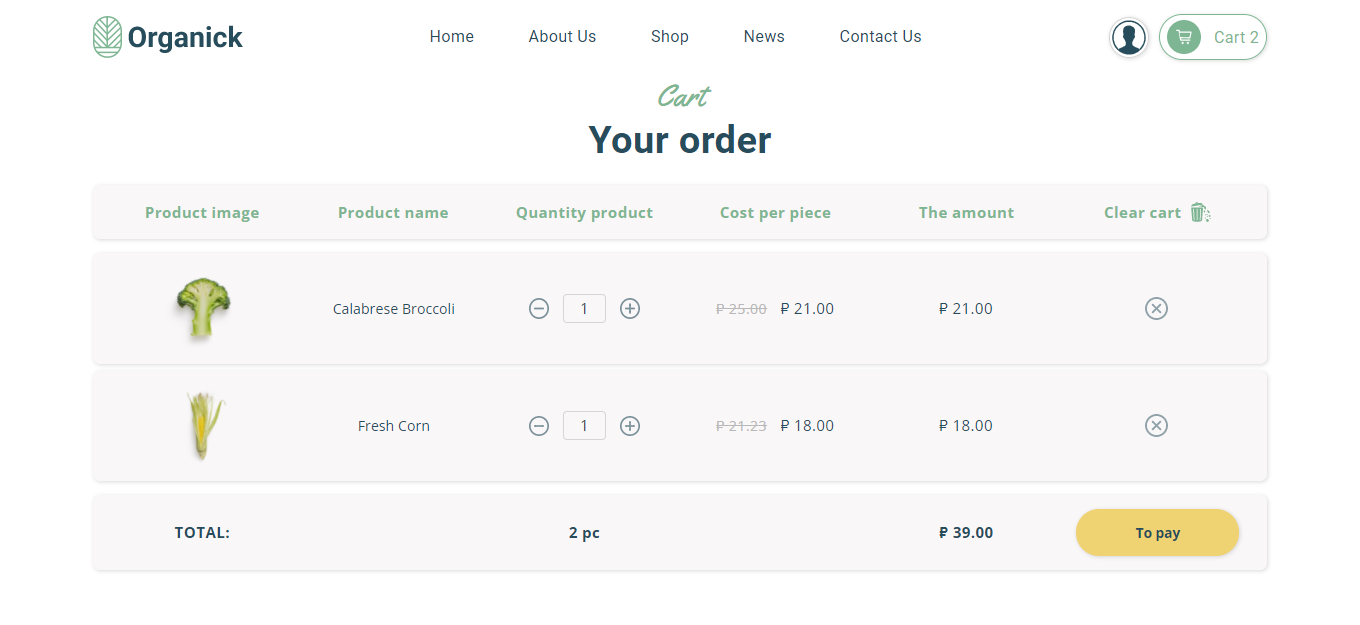 Organick
Home About Us Shop News Contact Us
Cart 2
Cart
Your order
Product image Product name Quantity product Cost per piece The amount Clear cart
Calabrese Broccoli 1 ₽ 25.00 ₽ 21.00 ₽ 21.00
Fresh Corn 1 ₽ 21.23 ₽ 18.00 ₽ 18.00
TOTAL: 2 pc ₽ 39.00 To pay